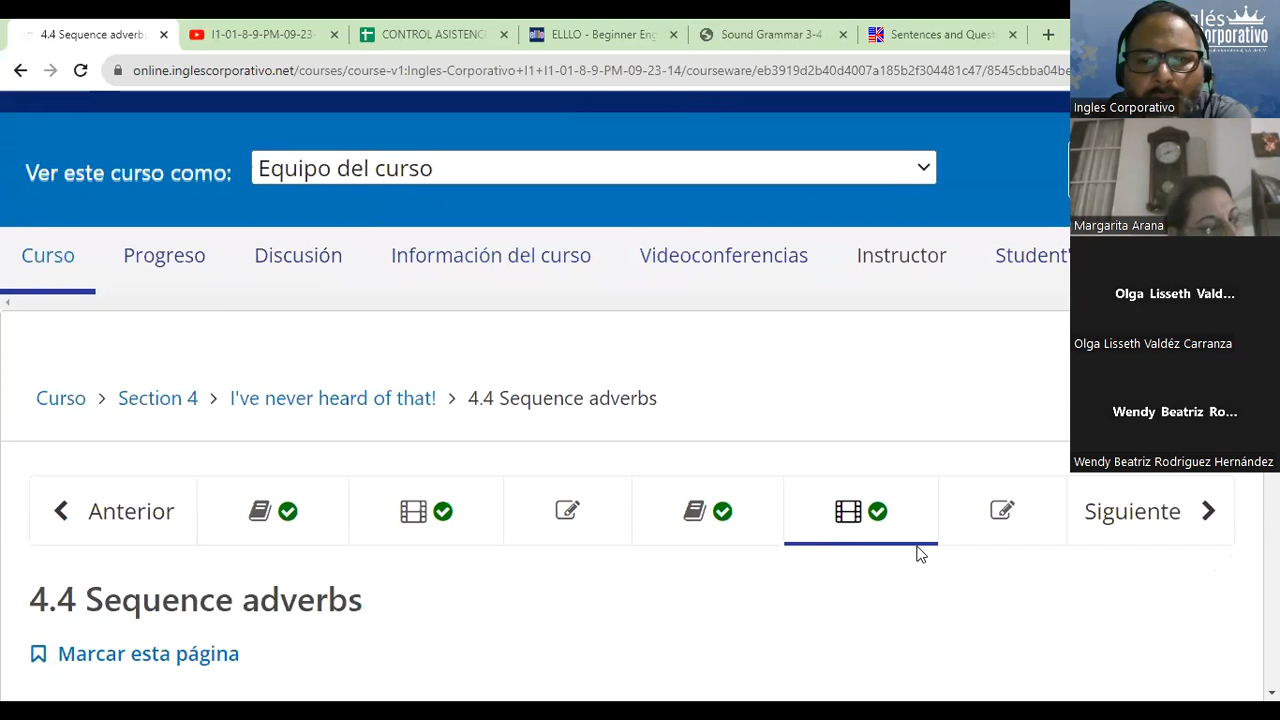 4.4 Sequence adverbs
I1-01-8-9-PM-09-23-
CONTROL ASISTENC
ELLLO - Beginner En
Sound Grammar 3-4
Sentences and Quest
online.inglescorporativo.net/courses/course-v1:Ingles-Corporativo+I1+I1-01-8-9-PM-09-23-14/courseware/eb3919d2b40d4007a185b2f304481c47/8545cbba04be
Ver este curso como:
Equipo del curso
Curso
Progreso
Discusión
Información del curso
Videoconferencias
Instructor
Student'
Curso > Section 4 > I've never heard of that! > 4.4 Sequence adverbs
Anterior
Siguiente
4.4 Sequence adverbs
Marcar esta página
Inglés
Corporativo
Ingles Corporativo
Margarita Arana
Olga Lisseth Vald...
Olga Lisseth Valdéz Carranza
Wendy Beatriz Ro...
Wendy Beatriz Rodriguez Hernández